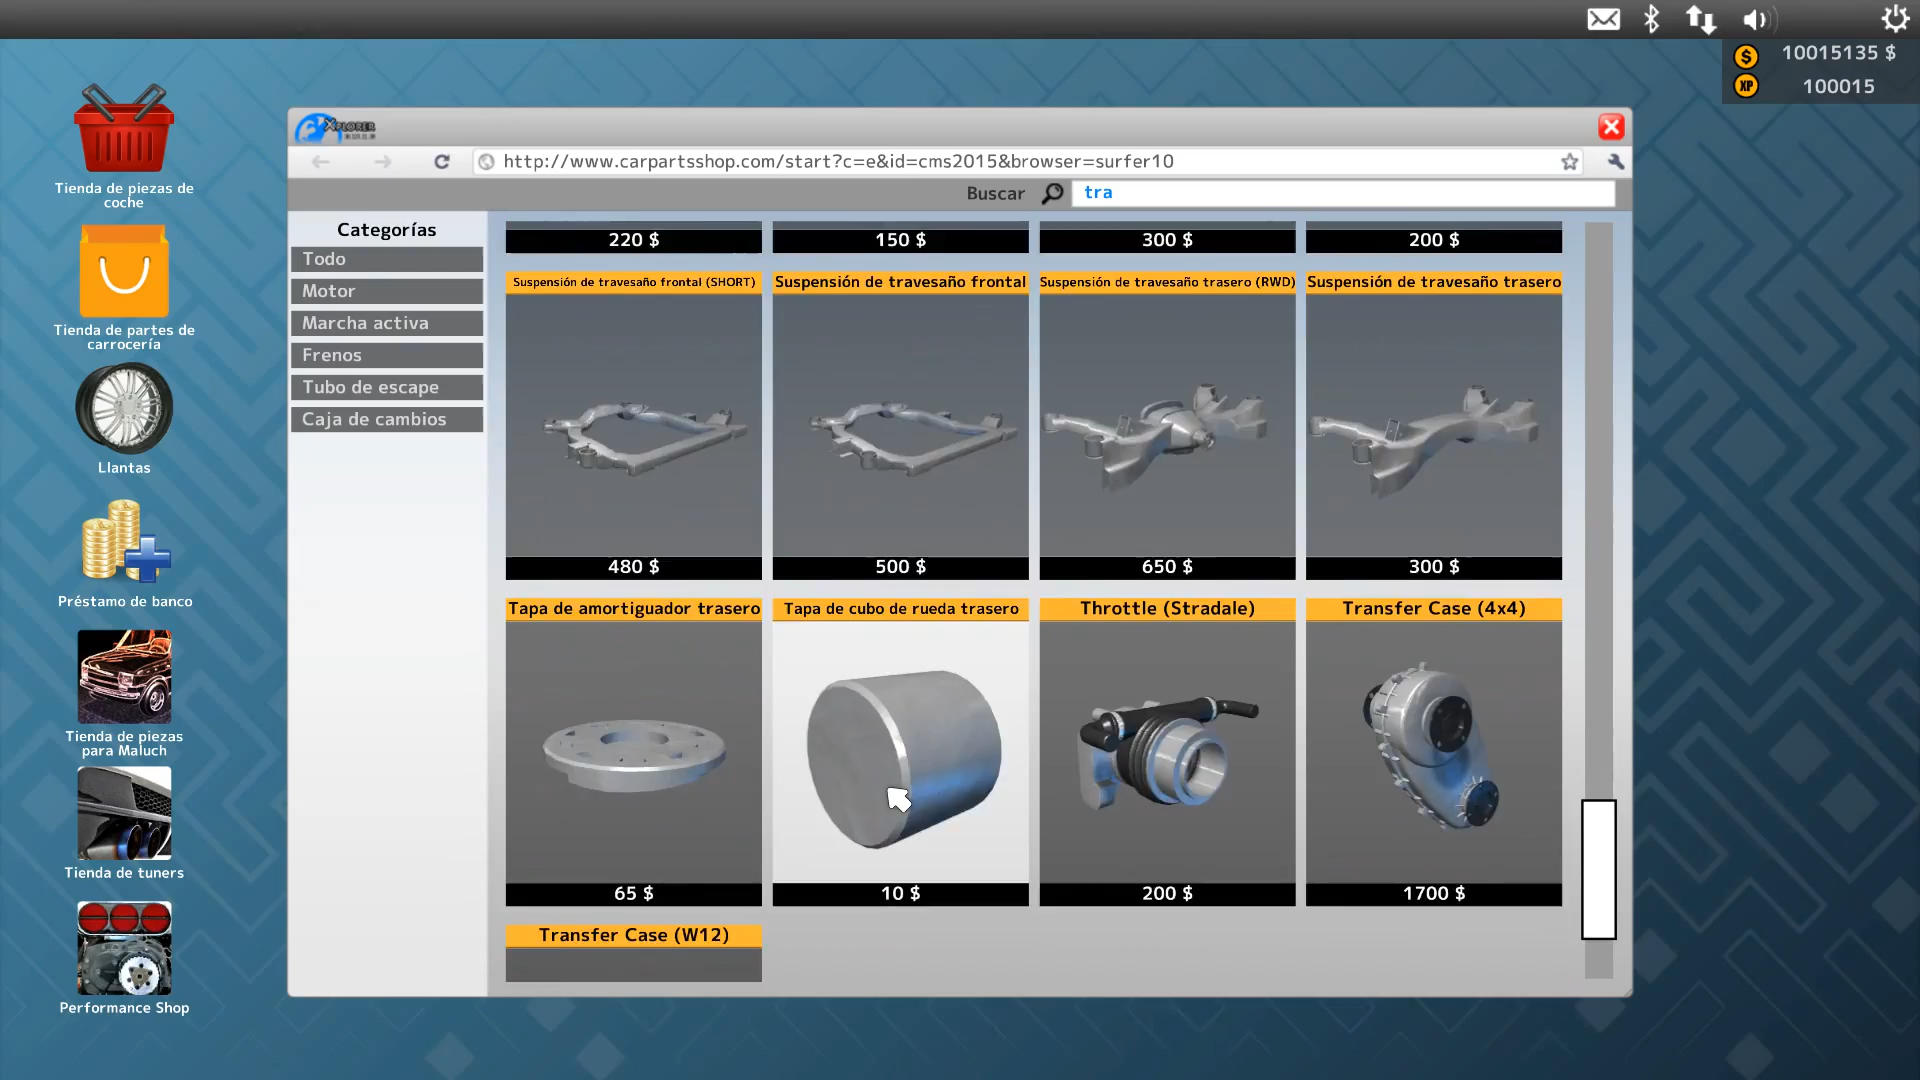 10015135 $
XP
100015
Tienda de piezas de
coche
Tienda de partes de
carrocería
Llantas
Préstamo de banco
Tienda de piezas
para Maluch
Tienda de tuners
Performance Shop
XPLORER
http://www.carpartsshop.com/start?c=e&id=cms2015&browser=surfer10
Buscar
tra
Categorías
Todo
Motor
Marcha activa
Frenos
Tubo de escape
Caja de cambios
220 $
150 $
300 $
200 $
Suspensión de travesaño frontal (SHORT)
Suspensión de travesaño frontal
Suspensión de travesaño trasero (RWD)
Suspensión de travesaño trasero
480 $
500 $
650 $
300 $
Tapa de amortiguador trasero
Tapa de cubo de rueda trasero
Throttle (Stradale)
Transfer Case (4x4)
65 $
10 $
200 $
1700 $
Transfer Case (W12)